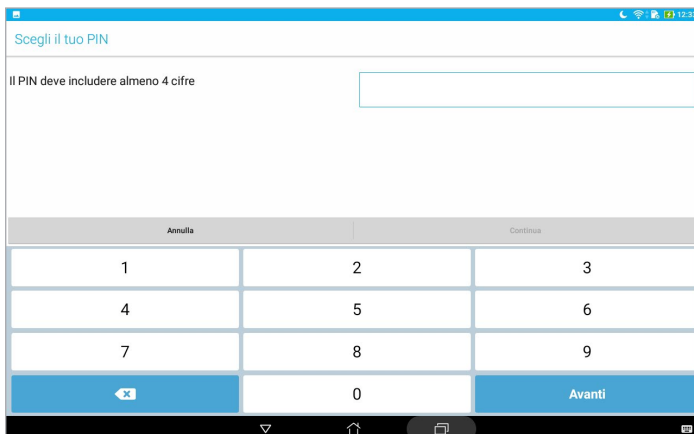 12:32
Scegli il tuo PIN
Il PIN deve includere almeno 4 cifre
Annulla
Continua
1 2 3
4 5 6
7 8 9
0 Avanti